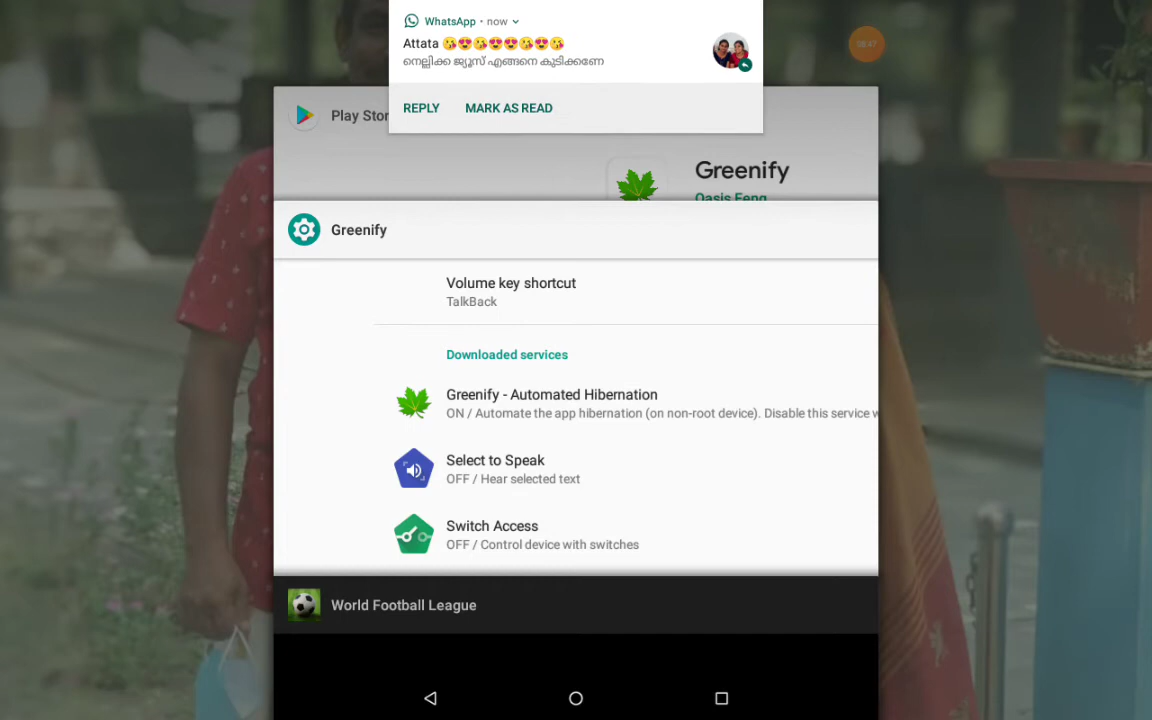 WhatsApp • now
Attata 😘😍😘😍😍😘😍😘
നെല്ലിക്ക ജ്യൂസ് എങ്ങനെ കുടിക്കണേ
REPLY MARK AS READ
08:47
Play Stor
Greenify
Oasis Feng
Greenify
Volume key shortcut
TalkBack
Downloaded services
Greenify - Automated Hibernation
ON / Automate the app hibernation (on non-root device). Disable this service w
Select to Speak
OFF / Hear selected text
Switch Access
OFF / Control device with switches
World Football League